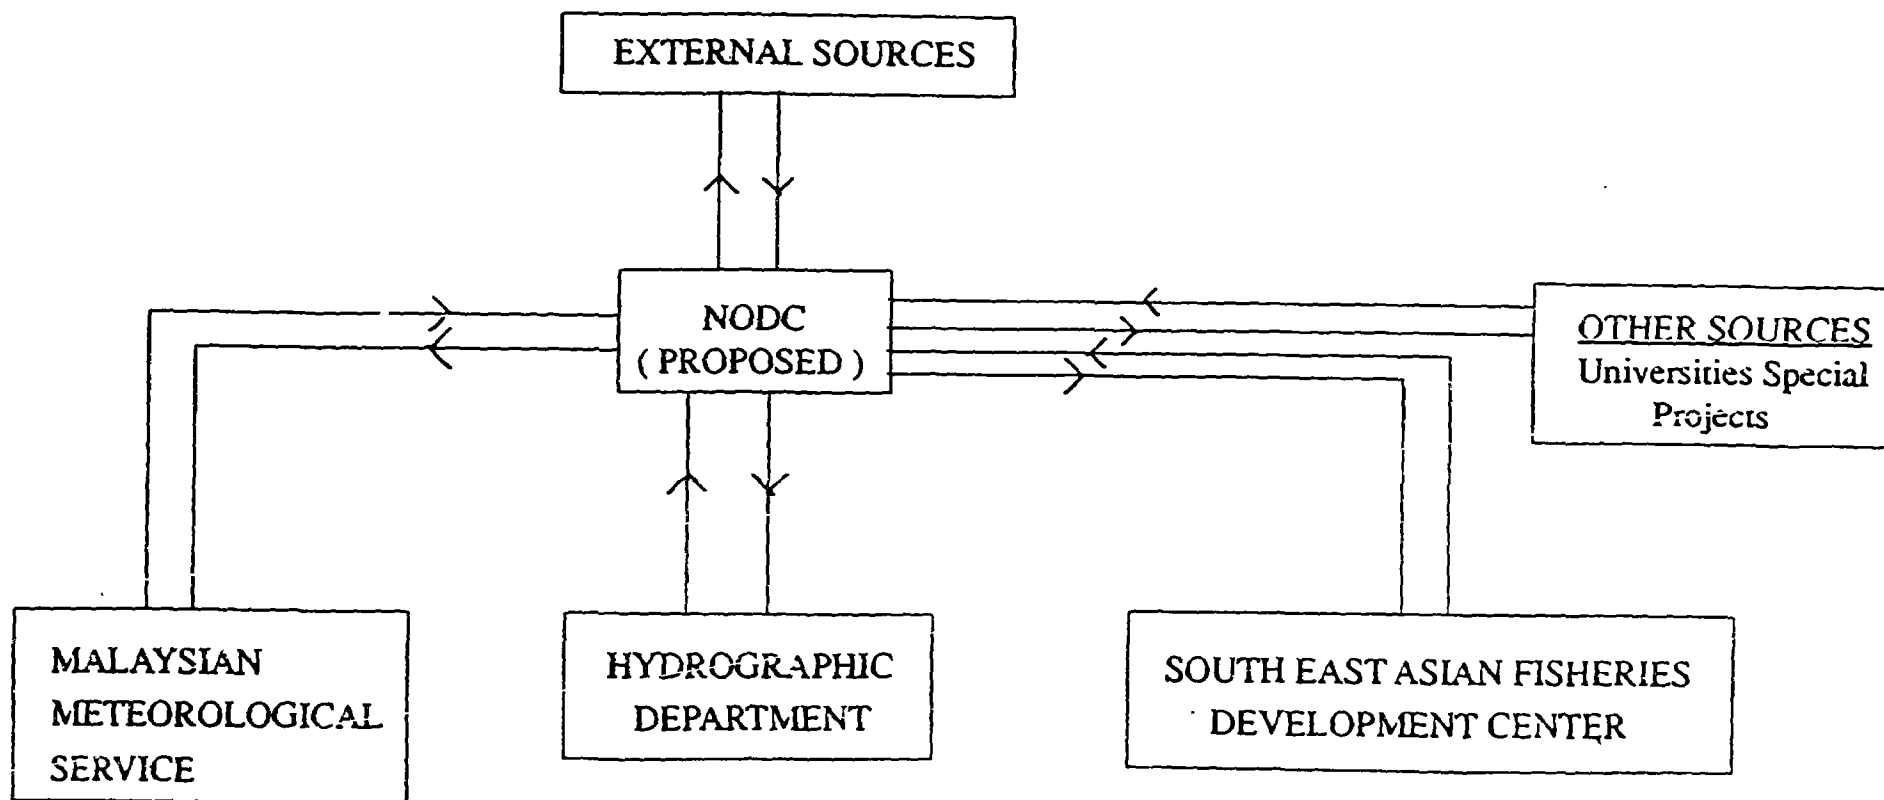 EXTERNAL SOURCES
NODC
( PROPOSED )
OTHER SOURCES
Universities Special
Projects
MALAYSIAN
METEOROLOGICAL
SERVICE
HYDROGRAPHIC
DEPARTMENT
SOUTH EAST ASIAN FISHERIES
DEVELOPMENT CENTER